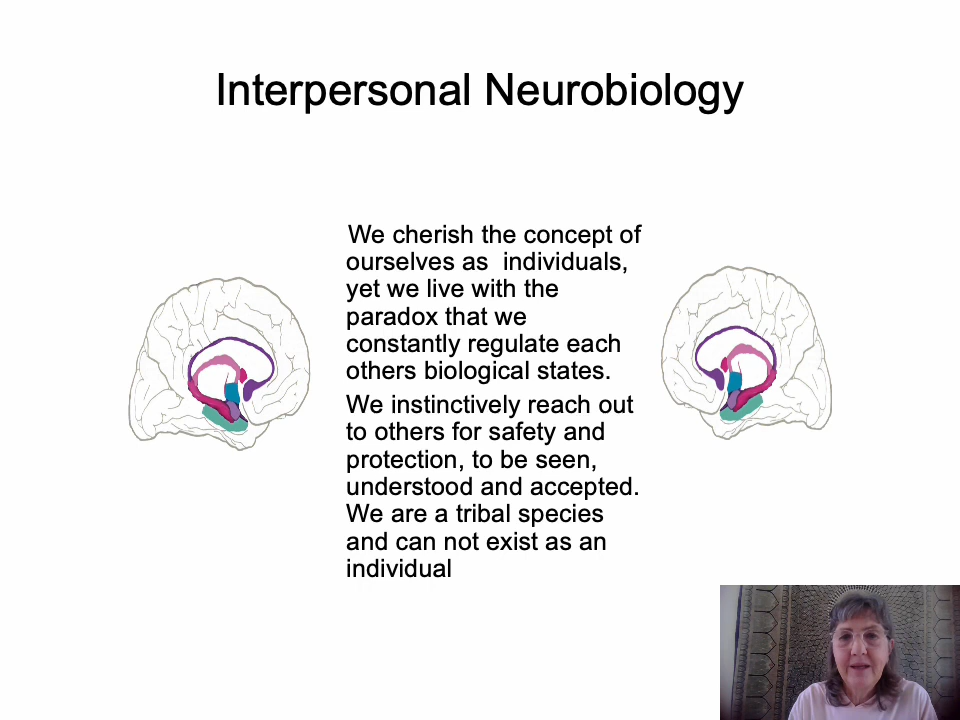 Interpersonal Neurobiology
We cherish the concept of
ourselves as  individuals,
yet we live with the
paradox that we
constantly regulate each
others biological states.
We instinctively reach out
to others for safety and
protection, to be seen,
understood and accepted.
We are a tribal species
and can not exist as an
individual